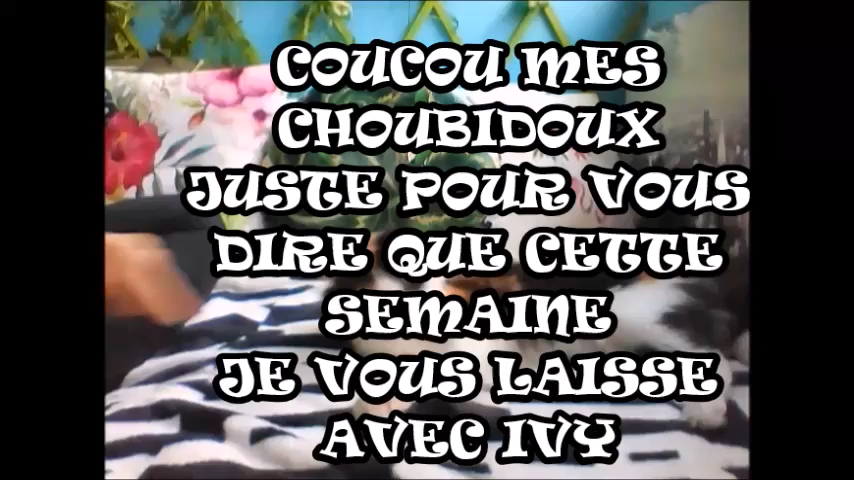 COUCOU MES
CHOUBIDOUX
JUSTE POUR VOUS
DIRE QUE CETTE
SEMAINE
JE VOUS LAISSE
AVEC IVY